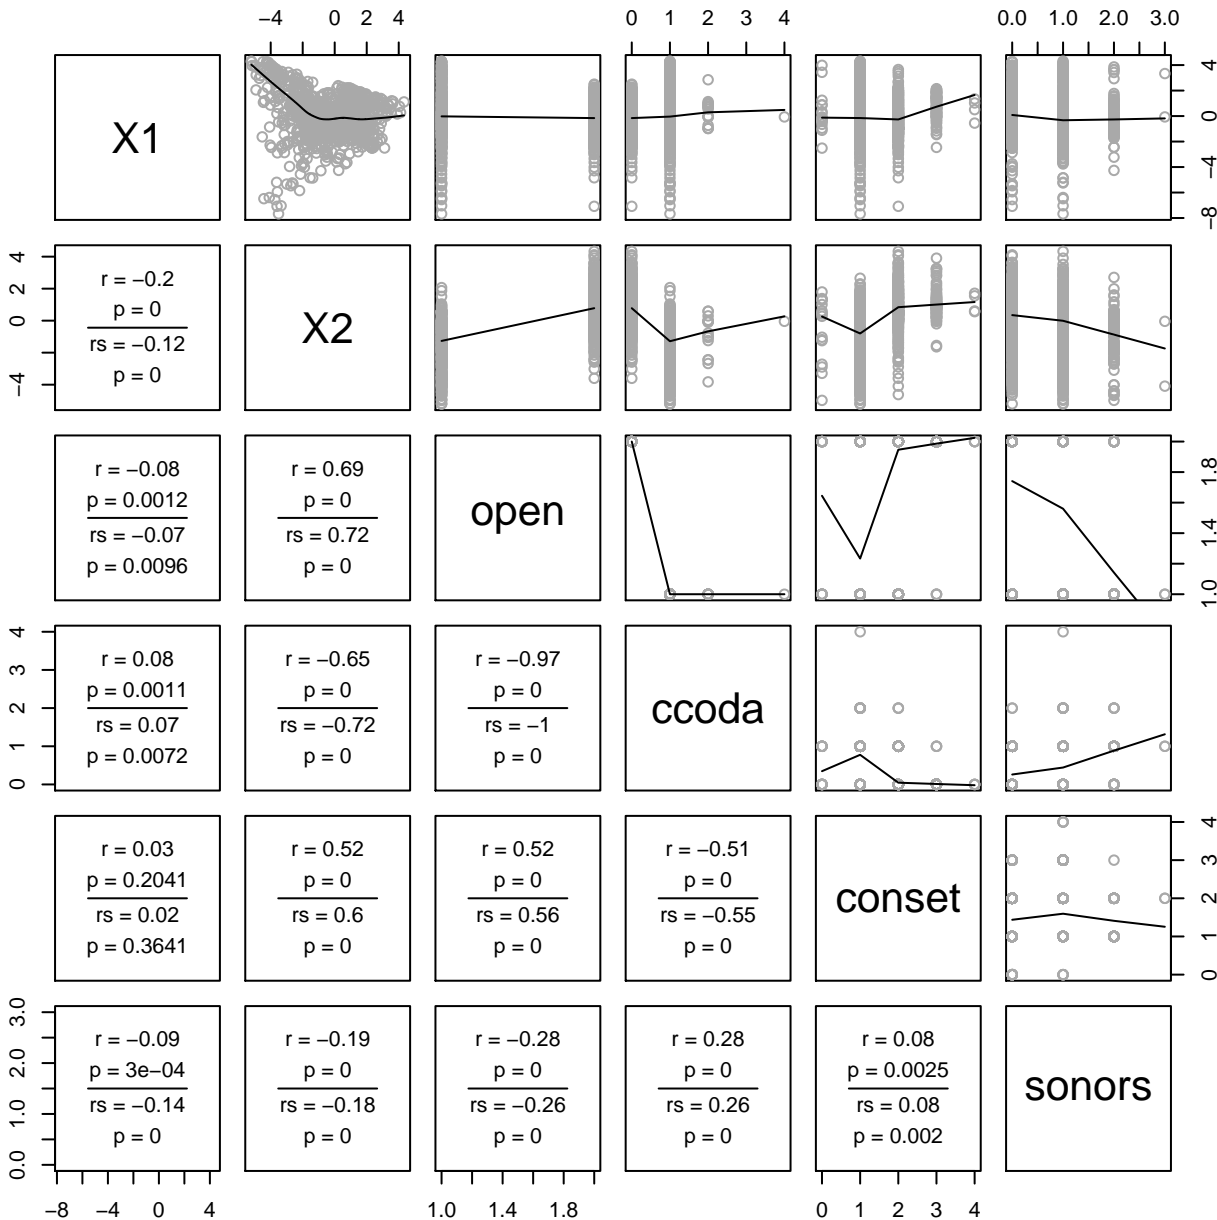 −4 0 2 4 0 1 2 4 0.0 1.0 2.0 3.0
X1
−8 −4 0 4
r = −0.2
p = 0
rs = −0.12
p = 0
X2
−4 0 2 4
r = −0.08
p = 0.0012
rs = −0.07
p = 0.0096
r = 0.69
p = 0
rs = 0.72
p = 0
open
1.0 1.4 1.8
r = 0.08
p = 0.0011
rs = 0.07
p = 0.0072
r = −0.65
p = 0
rs = −0.72
p = 0
r = −0.97
p = 0
rs = −1
p = 0
ccoda
0 1 2 3 4
r = 0.03
p = 0.2041
rs = 0.02
p = 0.3641
r = 0.52
p = 0
rs = 0.6
p = 0
r = 0.52
p = 0
rs = 0.56
p = 0
r = −0.51
p = 0
rs = −0.55
p = 0
conset
0 1 2 3 4
r = −0.09
p = 3e−04
rs = −0.14
p = 0
r = −0.19
p = 0
rs = −0.18
p = 0
r = −0.28
p = 0
rs = −0.26
p = 0
r = 0.28
p = 0
rs = 0.26
p = 0
r = 0.08
p = 0.0025
rs = 0.08
p = 0.002
sonors
0.0 1.0 2.0 3.0
−8 −4 0 4 1.0 1.4 1.8 0 1 2 3 4